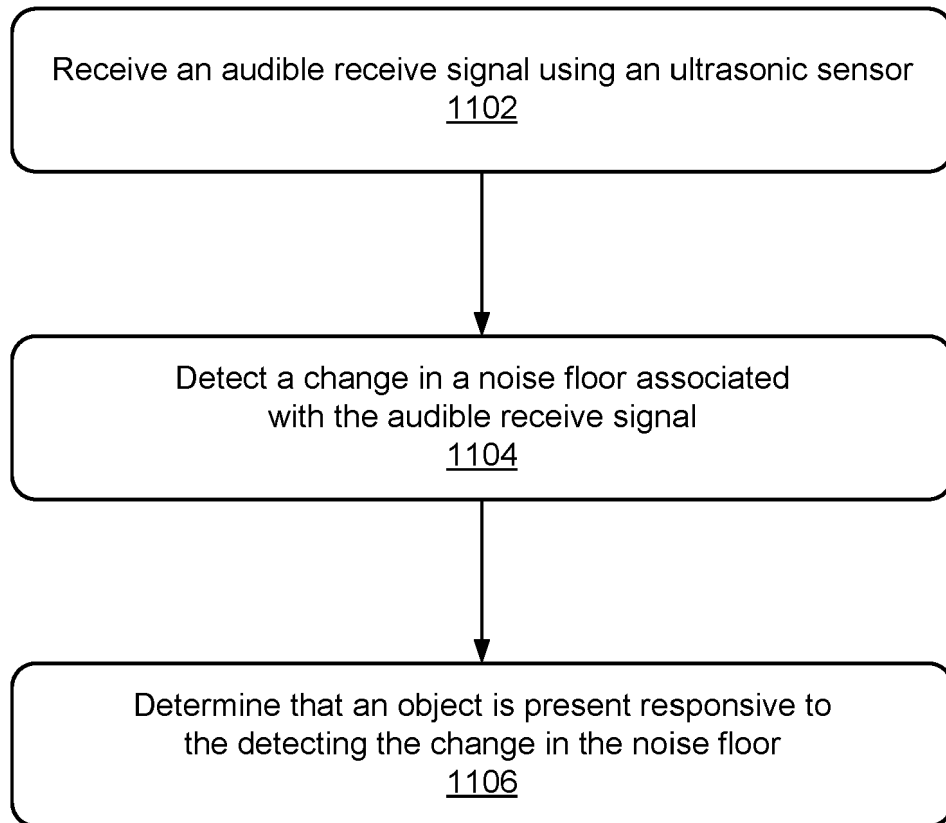 Receive an audible receive signal using an ultrasonic sensor
1102
Detect a change in a noise floor associated
with the audible receive signal
1104
Determine that an object is present responsive to
the detecting the change in the noise floor
1106